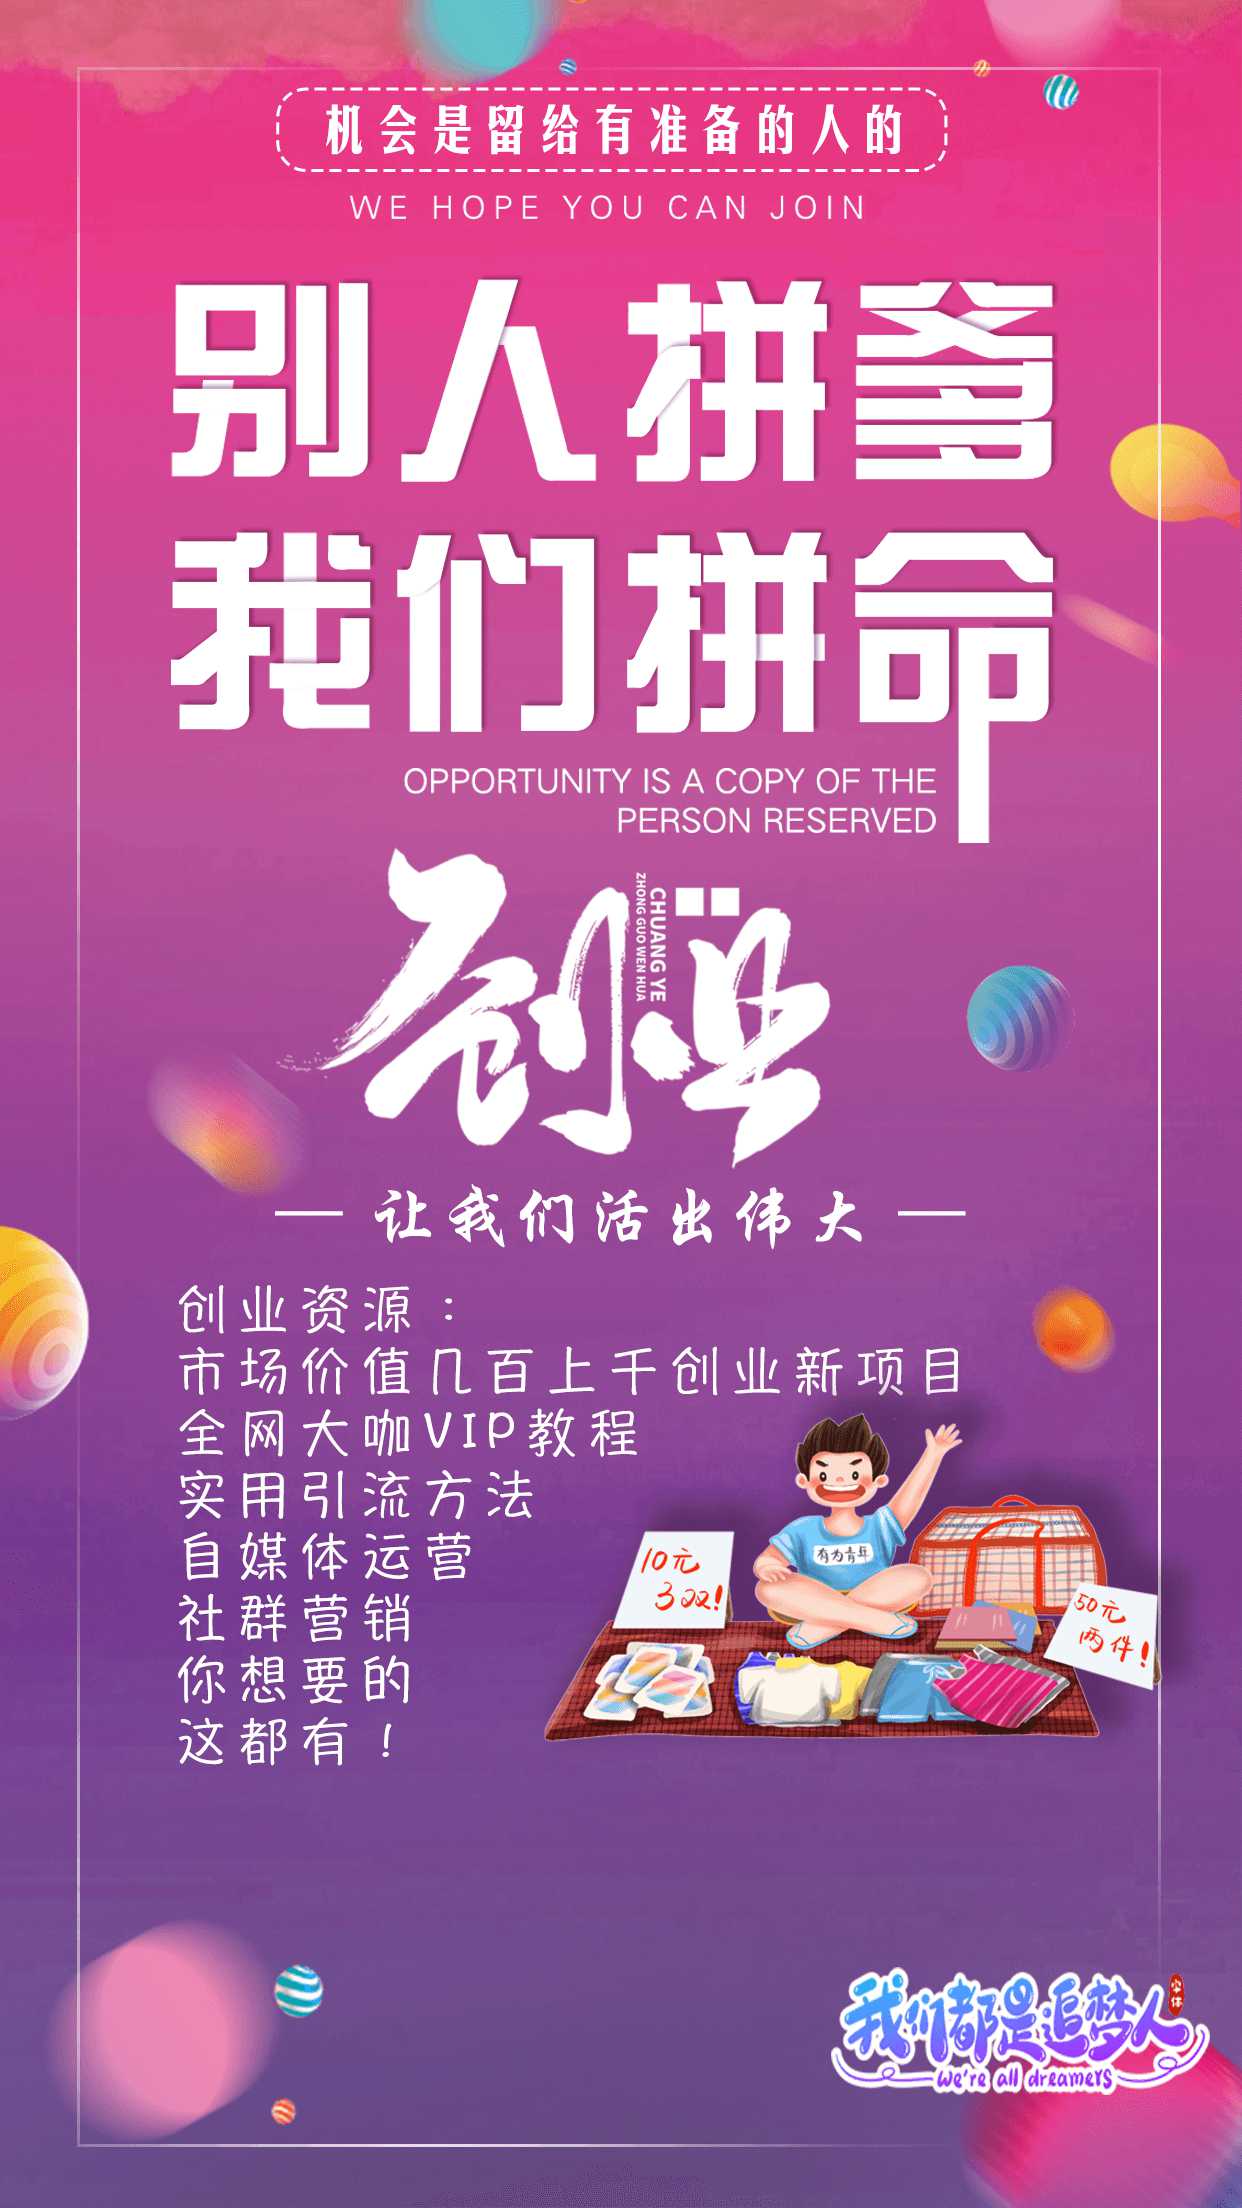 机会是留给有准备的人的
WE HOPE YOU CAN JOIN
别人拼爹
我们拼命
OPPORTUNITY IS A COPY OF THE
PERSON RESERVED
创业
CHUANG YE
ZHONG GUO WEN HUA
让我们活出伟大
创业资源：
市场价值几百上千创业新项目
全网大咖VIP教程
实用引流方法
自媒体运营
社群营销
你想要的
这都有！
有为青年
10元
3双！
50元
两件！
我们都是追梦人
字体
We're all dreamers